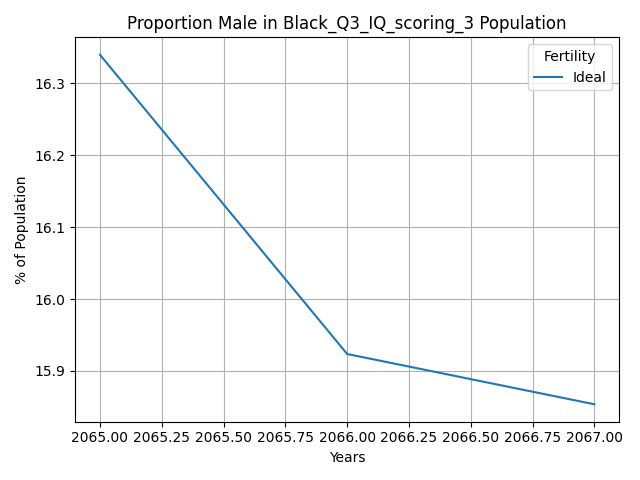 Proportion Male in Black_Q3_IQ_scoring_3 Population
Fertility
Ideal
% of Population
16.3
16.2
16.1
16.0
15.9
2065.00 2065.25 2065.50 2065.75 2066.00 2066.25 2066.50 2066.75 2067.00
Years